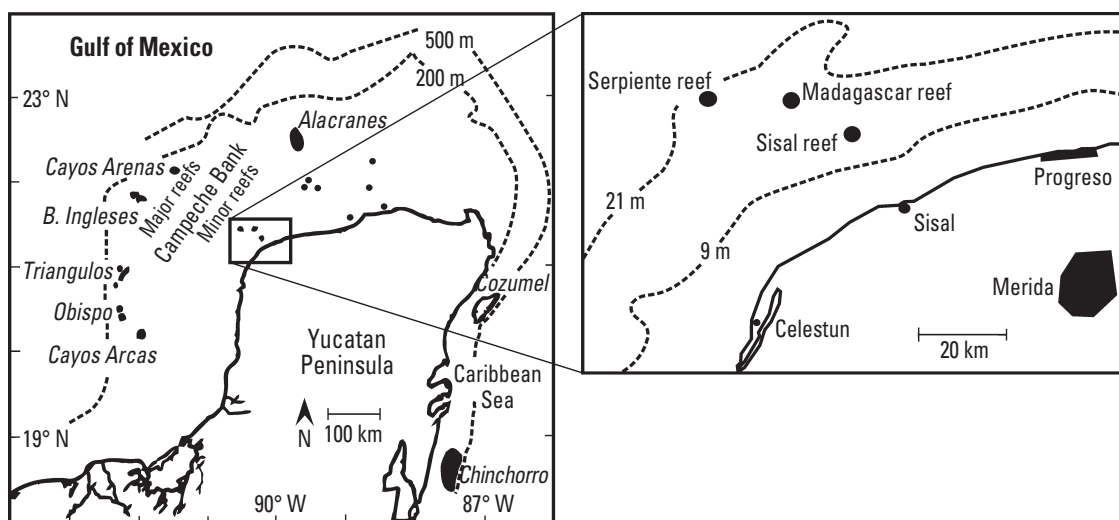 Gulf of Mexico
500 m
200 m
23° N
Alacranes
Cayos Arenas
Major reefs
Campeche Bank
Minor reefs
B. Ingleses
Triangulos
Obispo
Cayos Arcas
Cozumel
Yucatan
Peninsula
Caribbean
Sea
N
100 km
19° N
Chinchorro
90° W
87° W
Serpiente reef
Madagascar reef
Sisal reef
Progreso
21 m
Sisal
9 m
Merida
Celestun
20 km